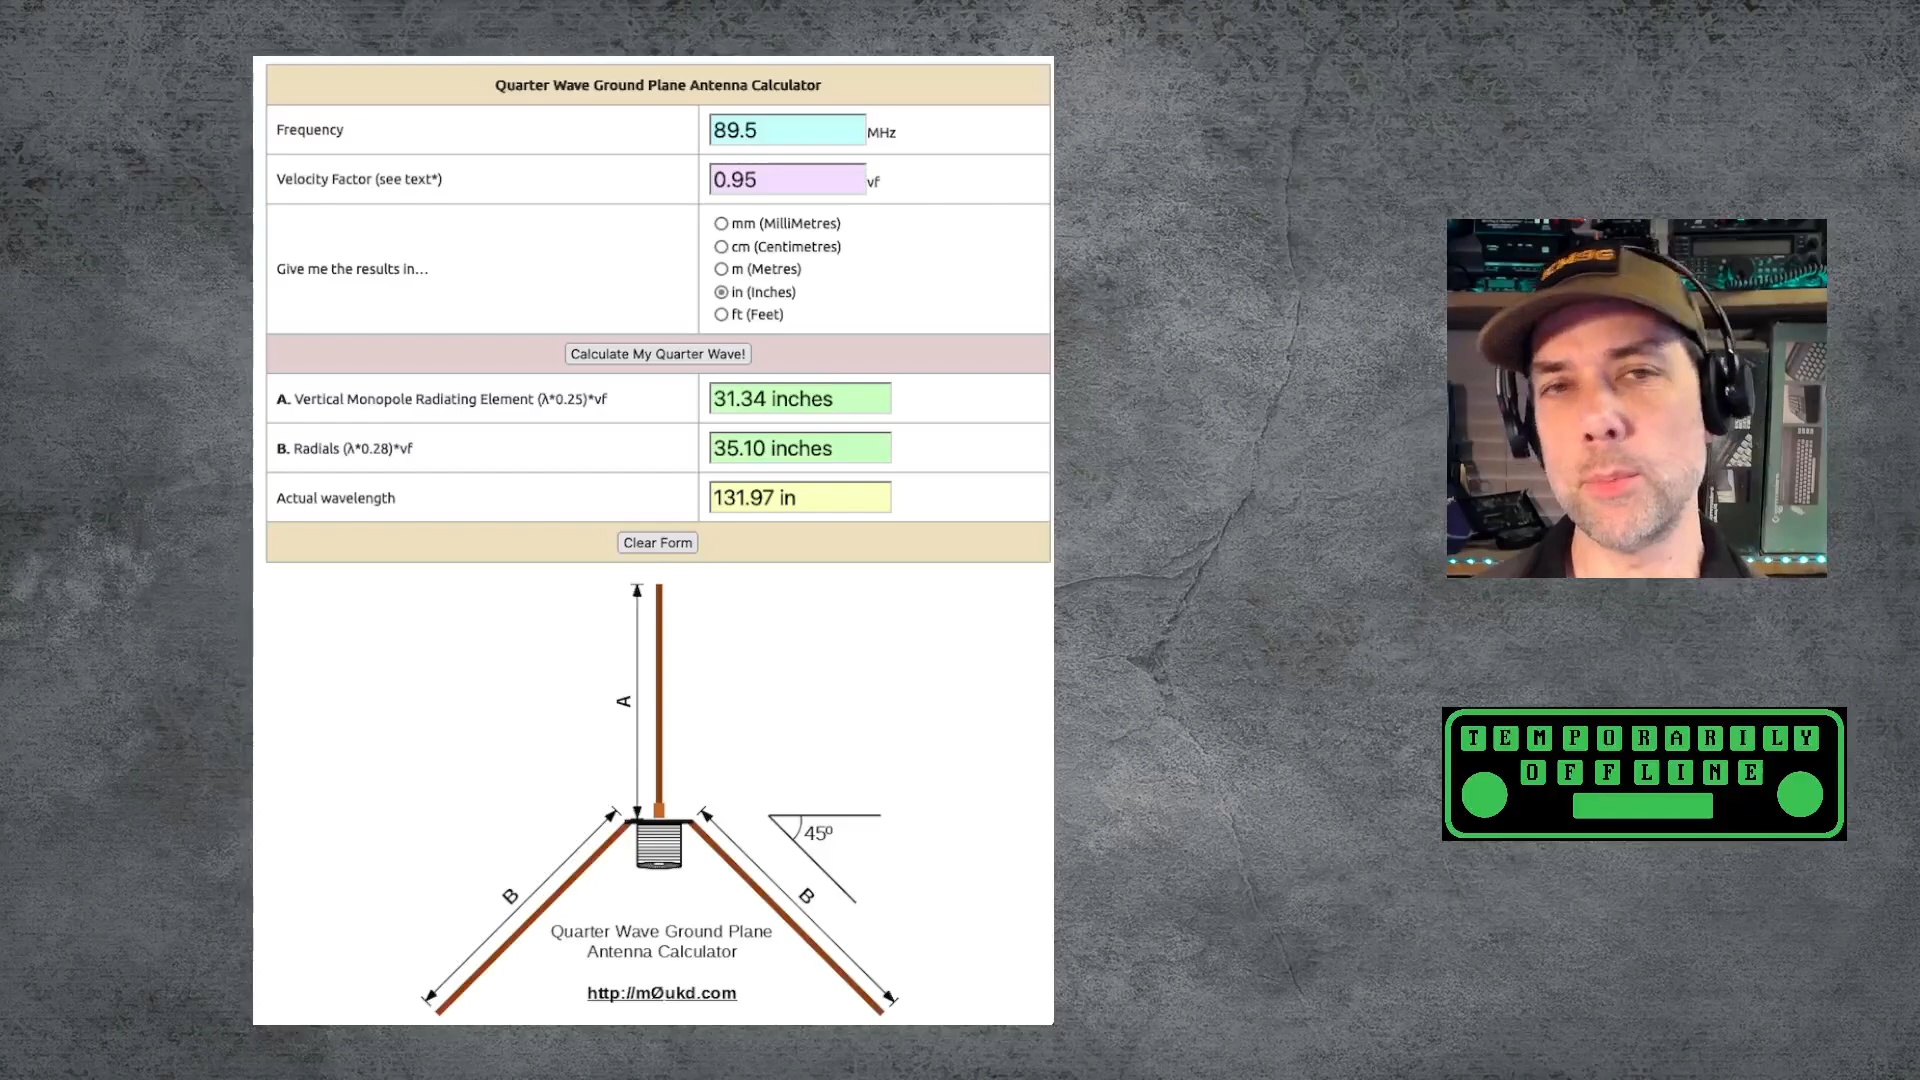 Quarter Wave Ground Plane Antenna Calculator
Frequency
89.5 MHz
Velocity Factor (see text*)
0.95 vf
Give me the results in...
mm (MilliMetres)
cm (Centimetres)
m (Metres)
in (Inches)
ft (Feet)
Calculate My Quarter Wave!
A. Vertical Monopole Radiating Element (λ*0.25)*vf
31.34 inches
B. Radials (λ*0.28)*vf
35.10 inches
Actual wavelength
131.97 in
Clear Form
A
45º
B
B
Quarter Wave Ground Plane
Antenna Calculator
http://mØukd.com
TEMPORARILY
OFFLINE